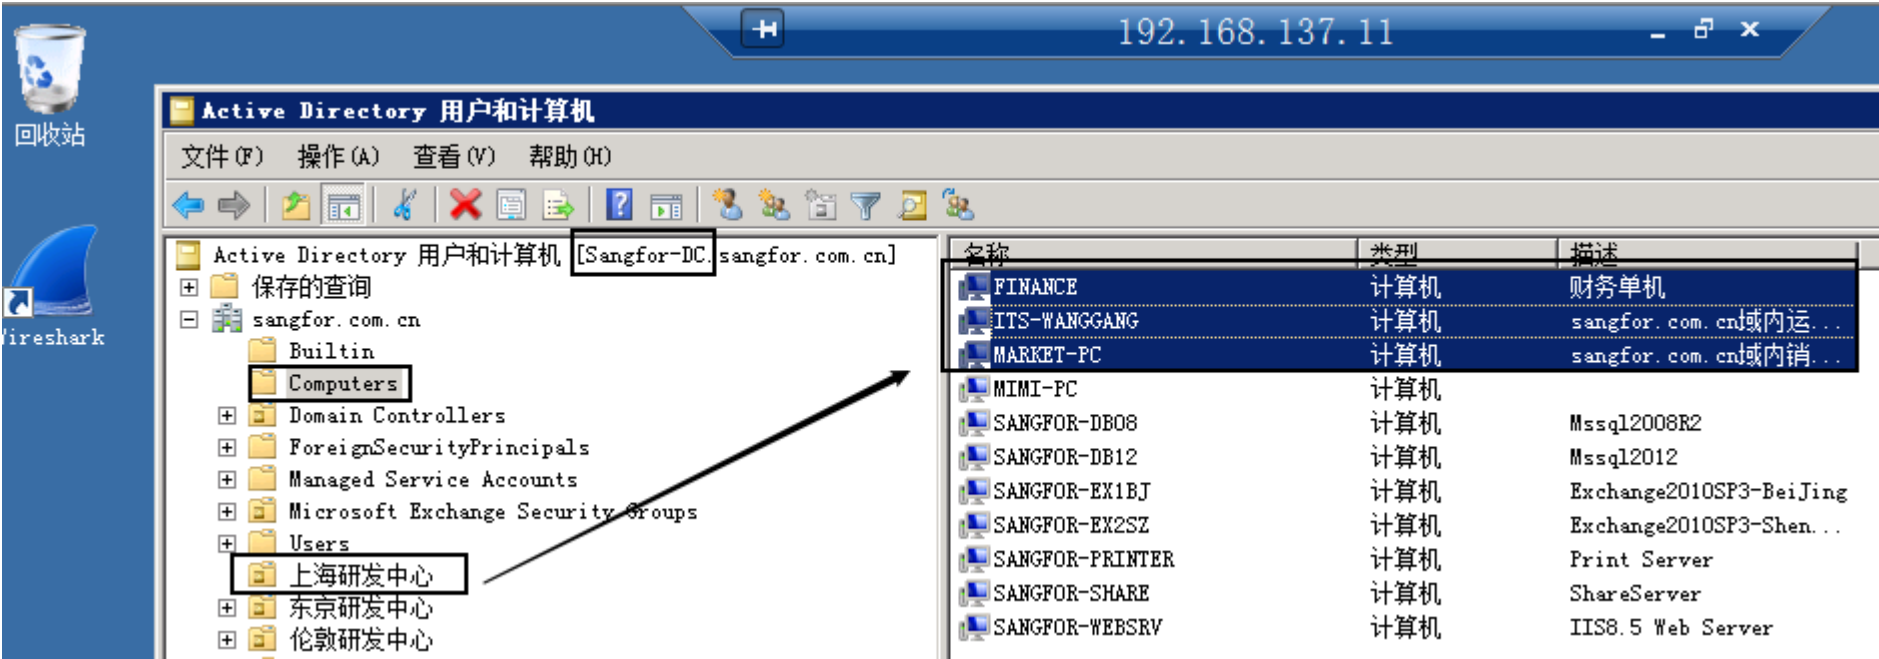 192.168.137.11
回收站
Active Directory 用户和计算机
文件(F) 操作(A) 查看(V) 帮助(H)
Active Directory 用户和计算机 [Sangfor-DC.sangfor.com.cn]
保存的查询
sangfor.com.cn
Builtin
Computers
Domain Controllers
ForeignSecurityPrincipals
Managed Service Accounts
Microsoft Exchange Security Groups
Users
上海研发中心
东京研发中心
伦敦研发中心
ireshark
名称 类型 描述
FINANCE 计算机 财务单机
ITS-WANGGANG 计算机 sangfor.com.cn域内运...
MARKET-PC 计算机 sangfor.com.cn域内销...
MIMI-PC 计算机
SANGFOR-DB08 计算机 Mssql2008R2
SANGFOR-DB12 计算机 Mssql2012
SANGFOR-EX1BJ 计算机 Exchange2010SP3-BeiJing
SANGFOR-EX2SZ 计算机 Exchange2010SP3-Shen...
SANGFOR-PRINTER 计算机 Print Server
SANGFOR-SHARE 计算机 ShareServer
SANGFOR-WEBSRV 计算机 IIS8.5 Web Server